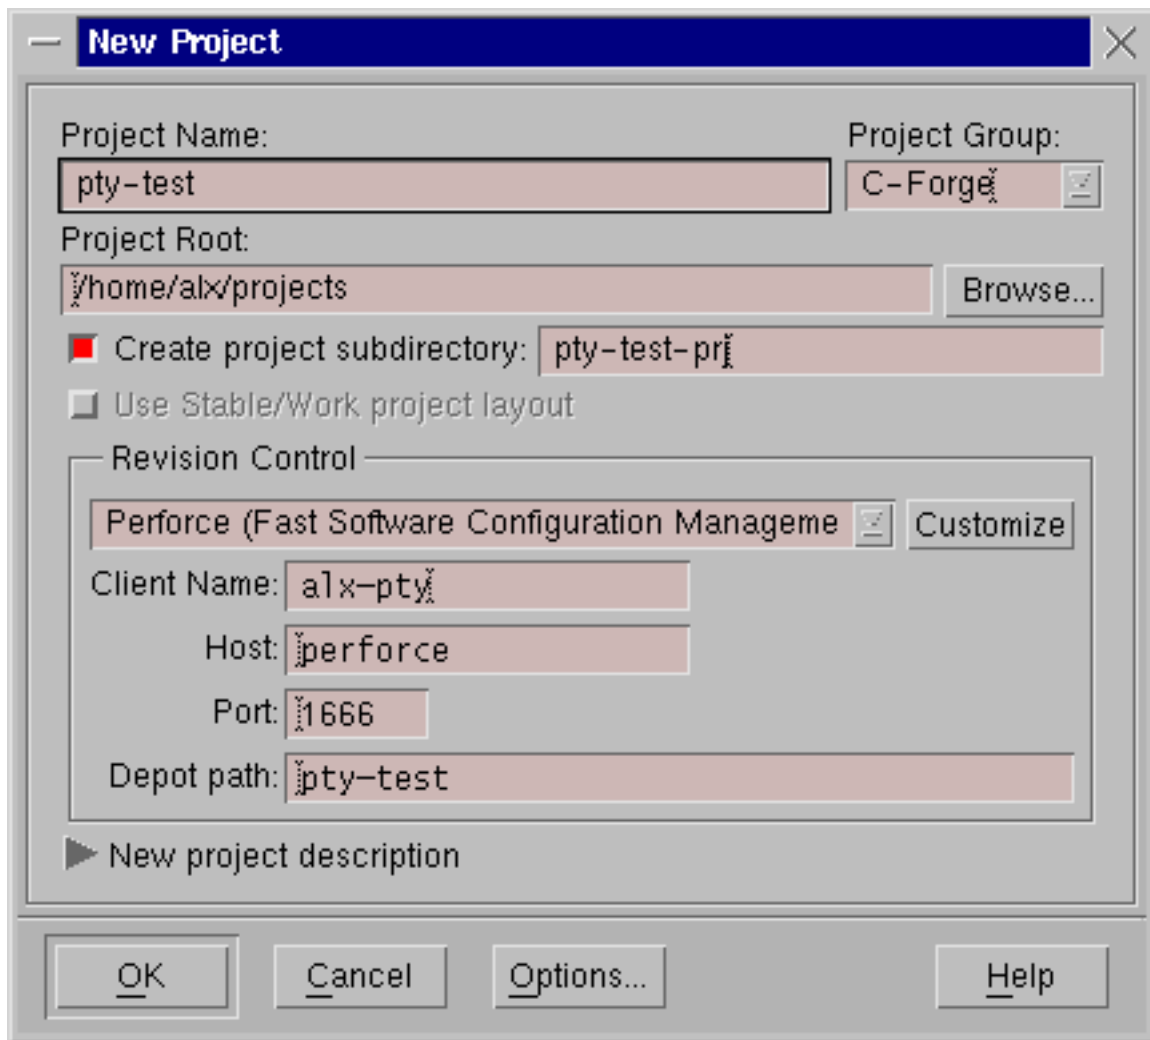 New Project
Project Name: Project Group:
pty-test C-Forge
Project Root:
/home/alx/projects Browse...
Create project subdirectory: pty-test-prj
Use Stable/Work project layout
Revision Control
Perforce (Fast Software Configuration Manageme Customize
Client Name: alx-pty
Host: perforce
Port: 1666
Depot path: pty-test
New project description
OK Cancel Options... Help